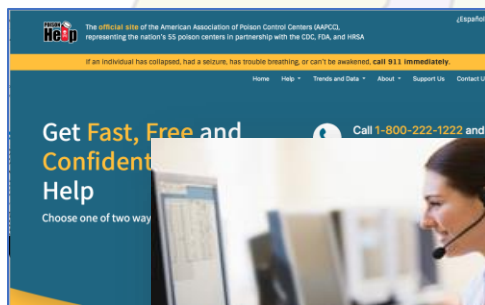 POISON
Help
The official site of the American Association of Poison Control Centers (AAPCC),
representing the nation's 55 poison centers in partnership with the CDC, FDA, and HRSA
¿Español
If an individual has collapsed, had a seizure, has trouble breathing, or can't be awakened, call 911 immediately.
Home Help Trends and Data About Support Us Contact U
Get Fast, Free and
Confident
Help
Call 1-800-222-1222 and
Choose one of two way